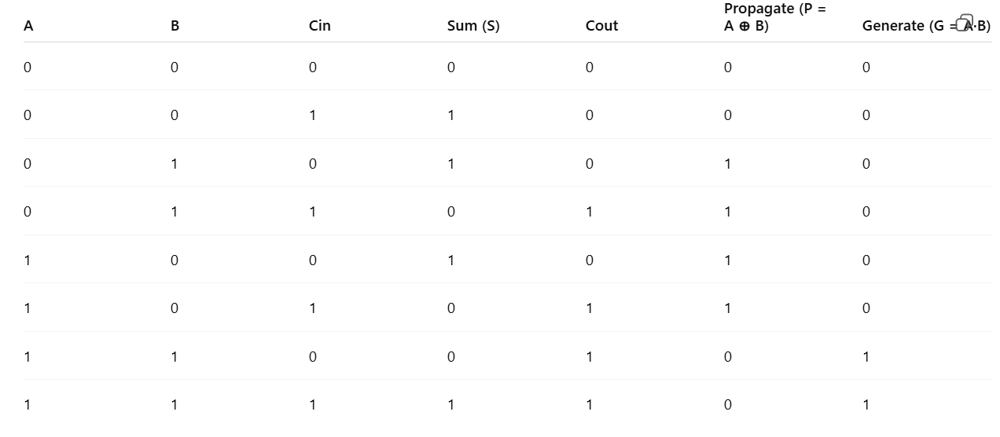 A B Cin Sum (S) Cout Propagate (P = A ⊕ B) Generate (G = A·B)
0 0 0 0 0 0 0
0 0 1 1 0 0 0
0 1 0 1 0 1 0
0 1 1 0 1 1 0
1 0 0 1 0 1 0
1 0 1 0 1 1 0
1 1 0 0 1 0 1
1 1 1 1 1 0 1